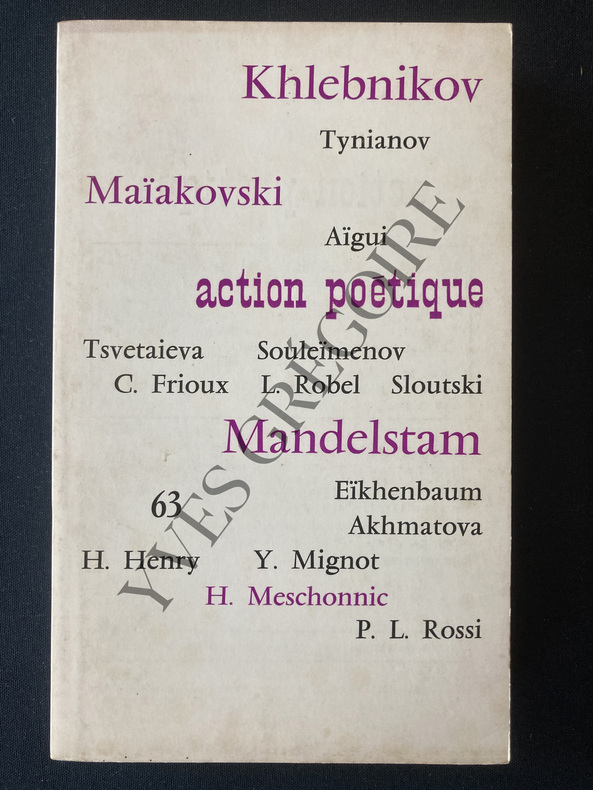 Khlebnikov
Tynianov
Maïakovski
Aïgui
action poétique
Tsvetaieva Souleïmenov
C. Frioux L. Robel Sloutski
Mandelstam
Eïkhenbaum
63
Akhmatova
H. Henry Y. Mignot
H. Meschonnic
P. L. Rossi
YVES GRÉGOIRE